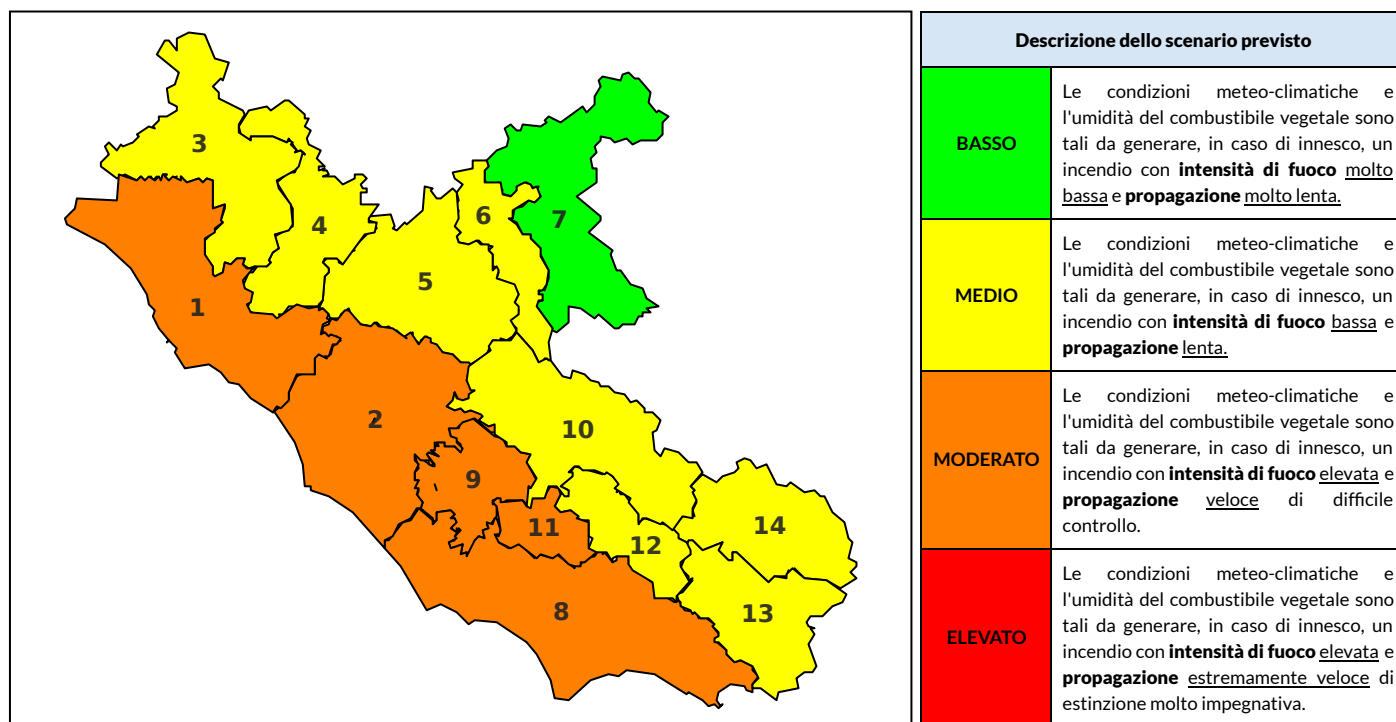 3
4
6
7
5
1
2
10
9
11
14
12
8
13
Descrizione dello scenario previsto
BASSO
Le condizioni meteo-climatiche e
l'umidità del combustibile vegetale sono
tali da generare, in caso di innesco, un
incendio con intensità di fuoco molto
bassa e propagazione molto lenta.
MEDIO
Le condizioni meteo-climatiche e
l'umidità del combustibile vegetale sono
tali da generare, in caso di innesco, un
incendio con intensità di fuoco bassa e
propagazione lenta.
MODERATO
Le condizioni meteo-climatiche e
l'umidità del combustibile vegetale sono
tali da generare, in caso di innesco, un
incendio con intensità di fuoco elevata e
propagazione veloce di difficile
controllo.
ELEVATO
Le condizioni meteo-climatiche e
l'umidità del combustibile vegetale sono
tali da generare, in caso di innesco, un
incendio con intensità di fuoco elevata e
propagazione estremamente veloce di
estinzione molto impegnativa.